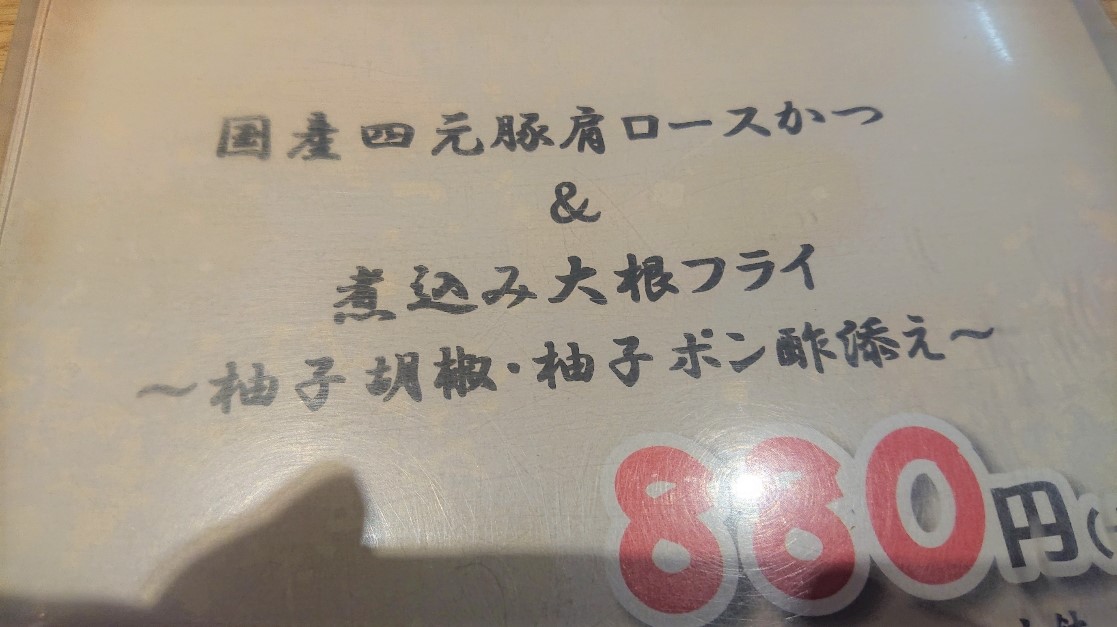 国産四元豚肩ロースかつ
&
煮込み大根フライ
～柚子胡椒・柚子ポン酢添え～
880円(